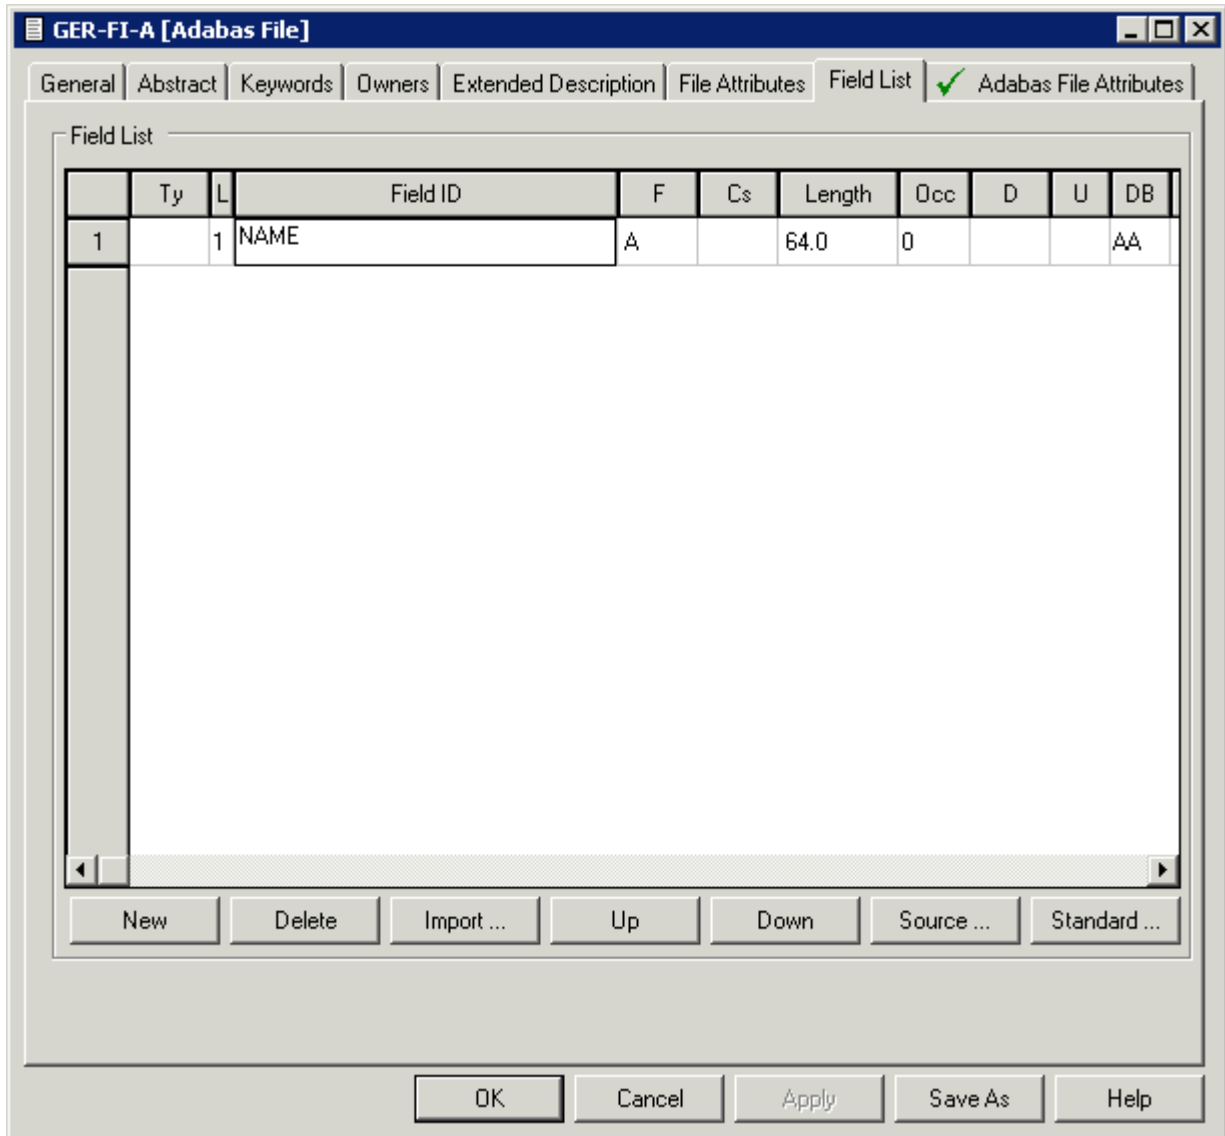 GER-FI-A [Adabas File]
General Abstract Keywords Owners Extended Description File Attributes Field List Adabas File Attributes
Field List
Ty L Field ID F Cs Length Occ D U DB
1 1 NAME A 64.0 0 AA
New Delete Import ... Up Down Source ... Standard ...
OK Cancel Apply Save As Help